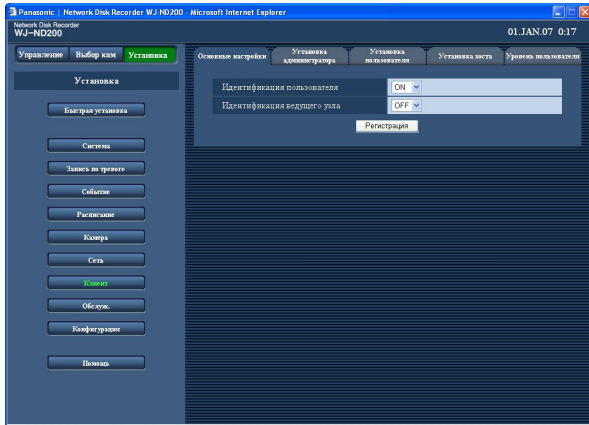 Panasonic | Network Disk Recorder WJ-ND200 - Microsoft Internet Explorer
Network Disk Recorder
WJ-ND200
01.JAN.07 0:17
Управление Выбор кам Установка
Основные настройки Установка администратора Установка пользователя Установка хоста Уровень пользователя
Установка
Идентификация пользователя ON
Идентификация ведущего узла OFF
Регистрация
Быстрая установка
Система
Запись по тревоге
Событие
Расписание
Камера
Сеть
Клиент
Обслуж.
Конфигурация
Помощь